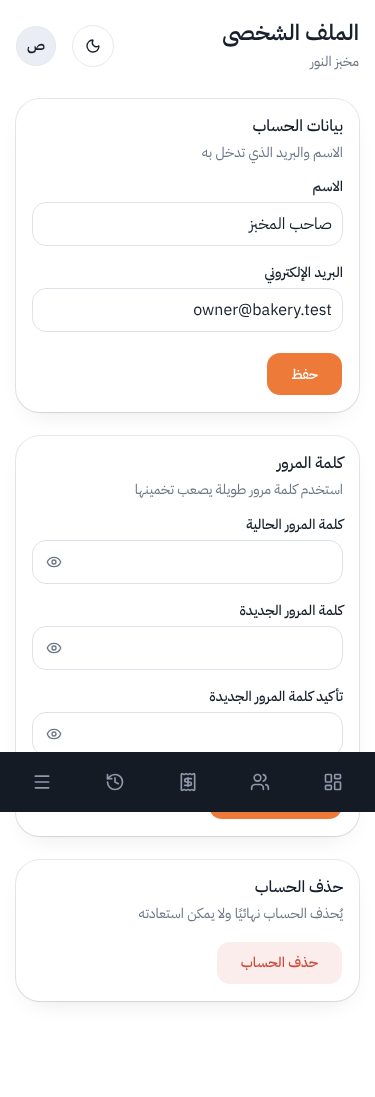 الملف الشخصي
مخبز النور
ص
بيانات الحساب
الاسم والبريد الذي تدخل به
الاسم
صاحب المخبز
البريد الإلكتروني
owner@bakery.test
حفظ
كلمة المرور
استخدم كلمة مرور طويلة يصعب تخمينها
كلمة المرور الحالية
كلمة المرور الجديدة
تأكيد كلمة المرور الجديدة
حذف الحساب
يُحذف الحساب نهائيًا ولا يمكن استعادته
حذف الحساب